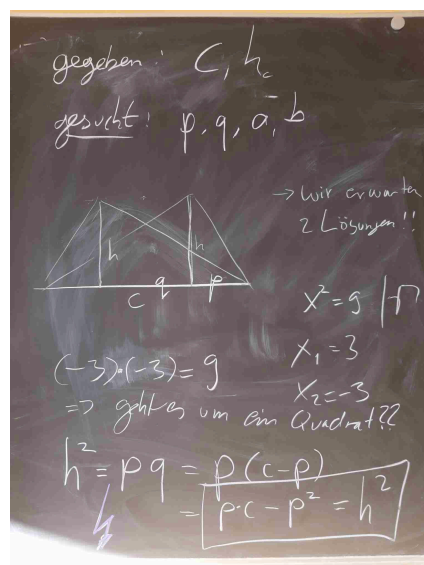 gegeben: c, h_c
gesucht: p, q, a, b
→ Wir erwarten
2 Lösungen!!
h
h
c
q
p
x² = 9 | √
x₁ = 3
x₂ = -3
(-3)·(-3) = 9
=> geht es um ein Quadrat??
h² = p q = p(c-p)
= p·c - p² = h²